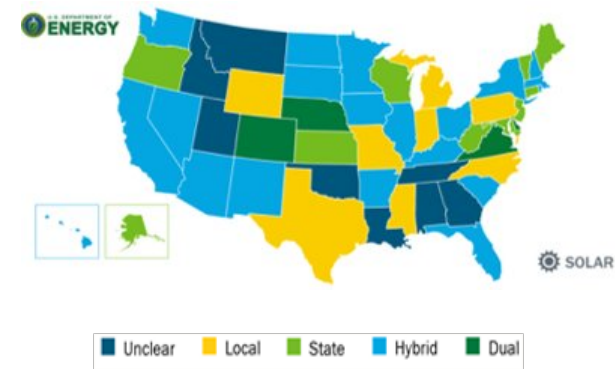 U.S. DEPARTMENT OF
ENERGY
SOLAR
Unclear Local State Hybrid Dual